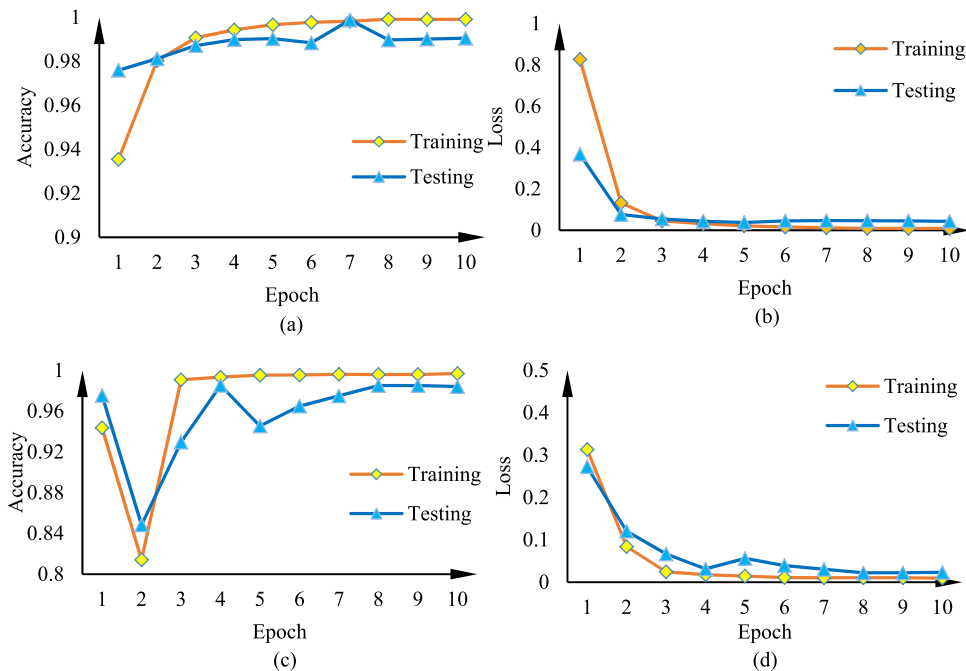 1
0.98
0.96
0.94
0.92
0.9
Accuracy
Training
Testing
1 2 3 4 5 6 7 8 9 10
Epoch
(a)
1
0.8
0.6
0.4
0.2
0
Loss
Training
Testing
1 2 3 4 5 6 7 8 9 10
Epoch
(b)
1
0.96
0.92
0.88
0.84
0.8
Accuracy
Training
Testing
1 2 3 4 5 6 7 8 9 10
Epoch
(c)
0.5
0.4
0.3
0.2
0.1
0
Loss
Training
Testing
1 2 3 4 5 6 7 8 9 10
Epoch
(d)